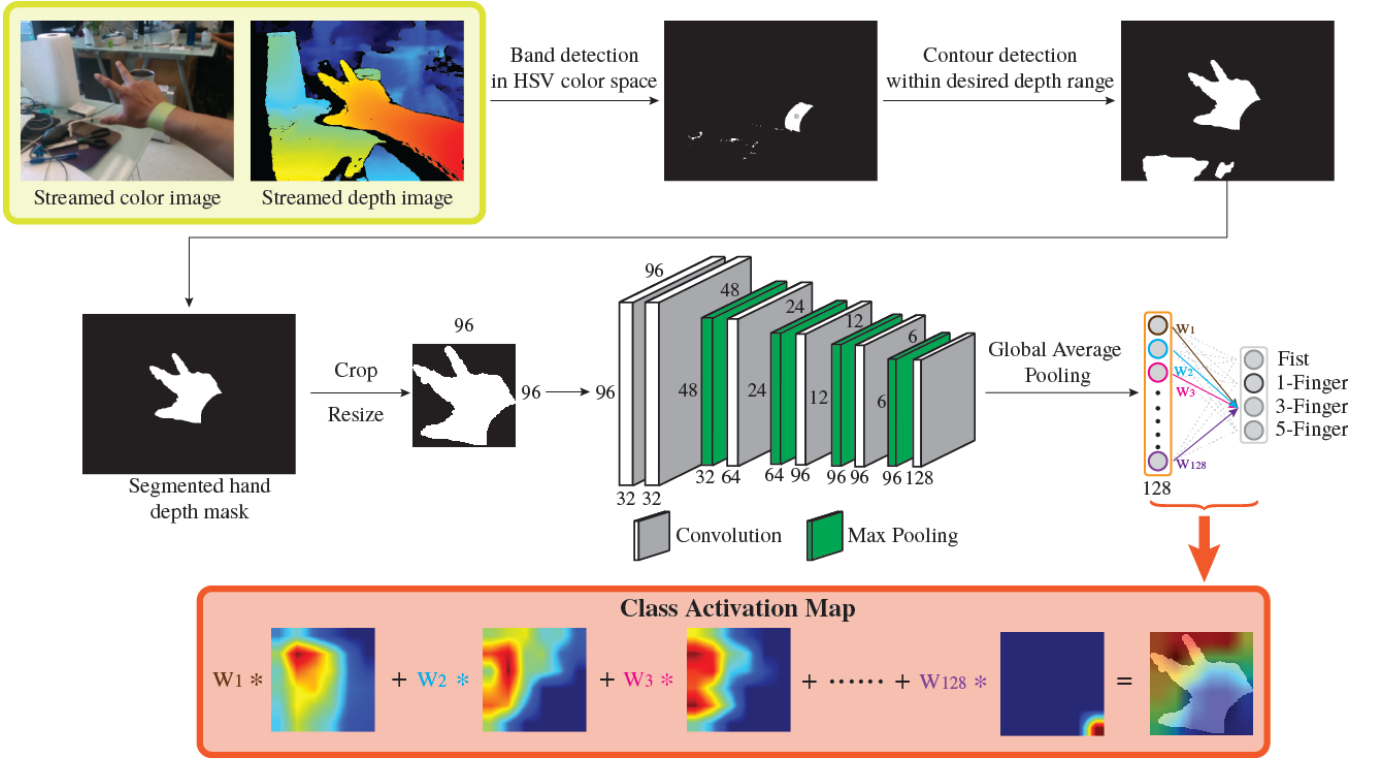 Streamed color image
Streamed depth image
Band detection
in HSV color space
Contour detection
within desired depth range
Segmented hand
depth mask
Crop
Resize
96
96
96
96
48
24
12
6
48
24
12
6
32
32
32
64
64
96
96
96
96
128
Convolution
Max Pooling
Global Average
Pooling
W1
W2
W3
W128
128
Fist
1-Finger
3-Finger
5-Finger
Class Activation Map
W1 * + W2 * + W3 * + ...... + W128 * =